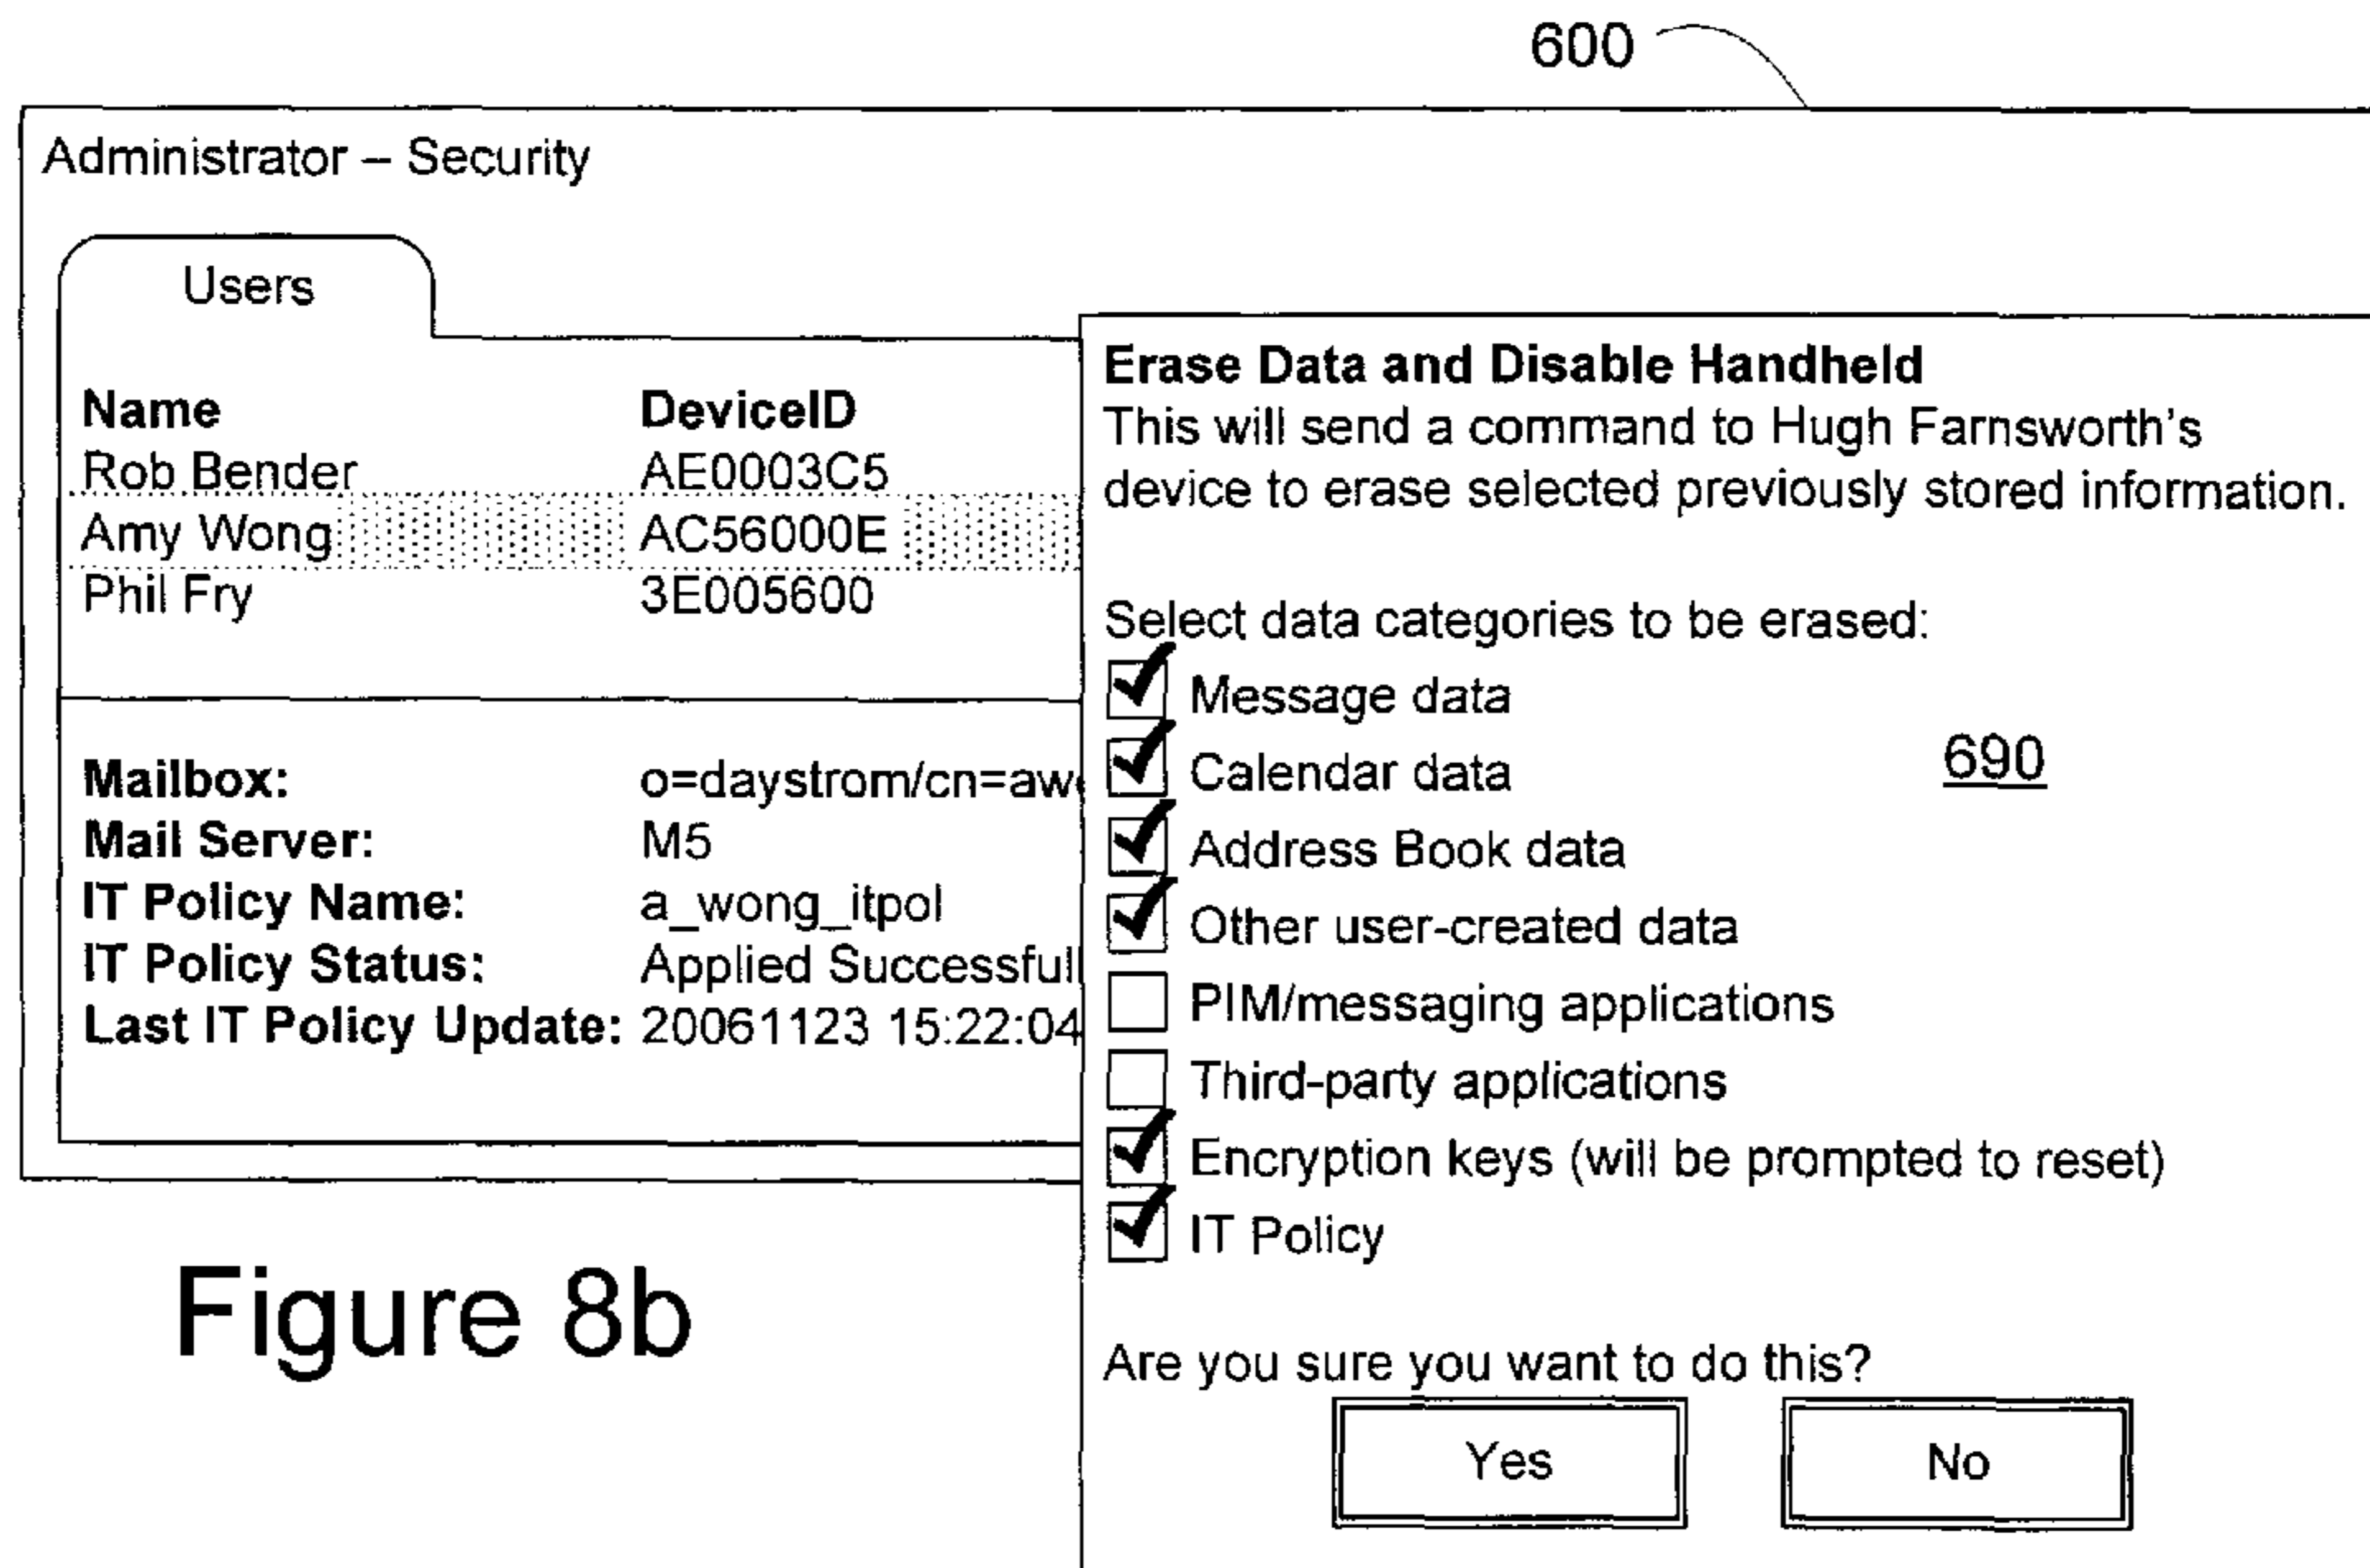 600
Administrator – Security
Users
Name DeviceID
Rob Bender AE0003C5
Amy Wong AC56000E
Phil Fry 3E005600
Mailbox: o=daystrom/cn=aw
Mail Server: M5
IT Policy Name: a_wong_itpol
IT Policy Status: Applied Successful
Last IT Policy Update: 20061123 15:22:04
Erase Data and Disable Handheld
This will send a command to Hugh Farnsworth's
device to erase selected previously stored information.
Select data categories to be erased:
Message data
Calendar data
690
Address Book data
Other user-created data
PIM/messaging applications
Third-party applications
Encryption keys (will be prompted to reset)
IT Policy
Are you sure you want to do this?
Yes No
Figure 8b